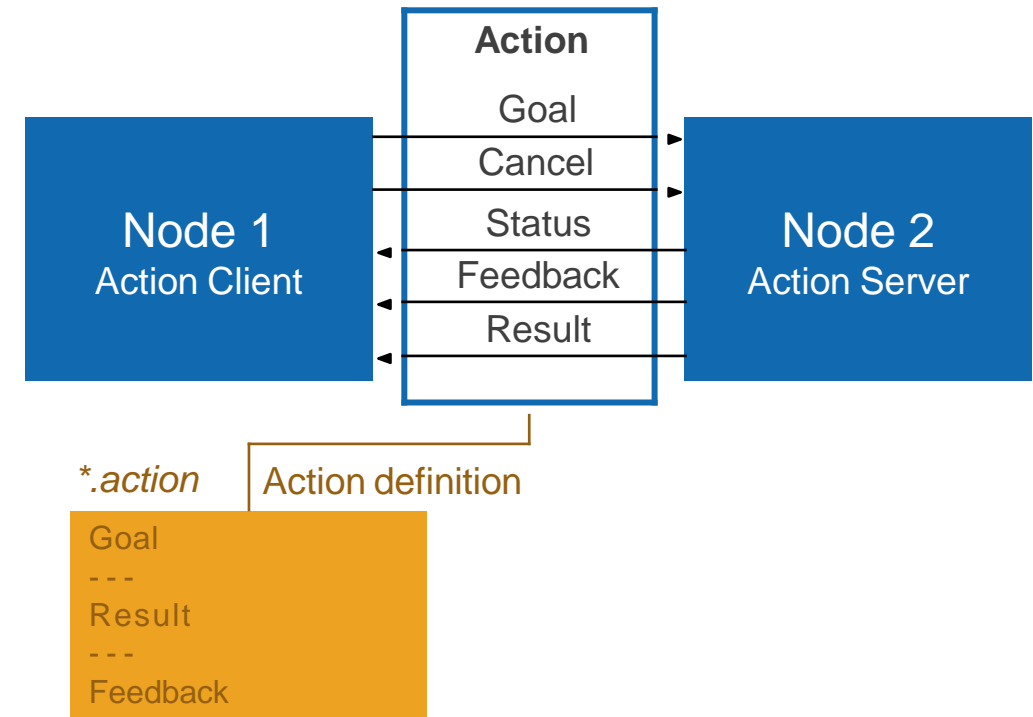 Action
Goal
Cancel
Status
Feedback
Result
Node 1
Action Client
Node 2
Action Server
*.action
Action definition
Goal
- - -
Result
- - -
Feedback